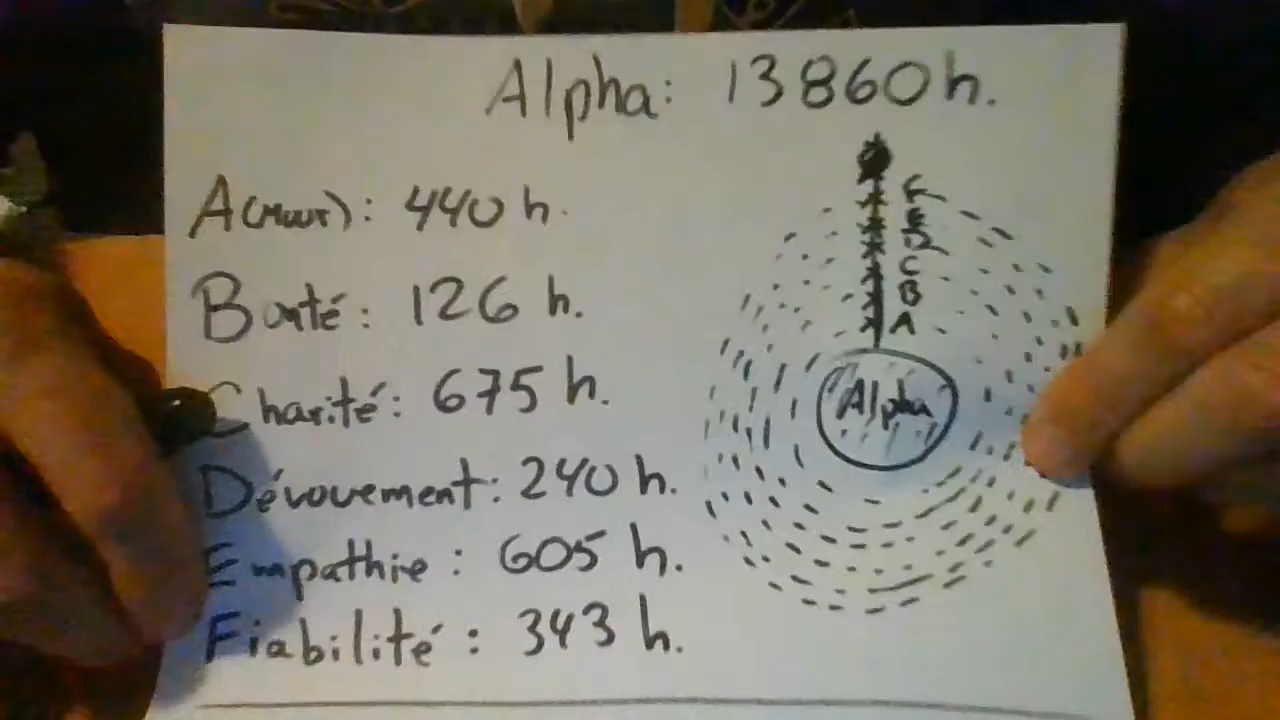 Alpha: 13860 h.
A(mour): 440 h.
Bonté: 126 h.
Charité: 675 h.
Dévouement: 240 h.
Empathie: 605 h.
Fiabilité: 343 h.
F
E
D
C
B
A
Alpha